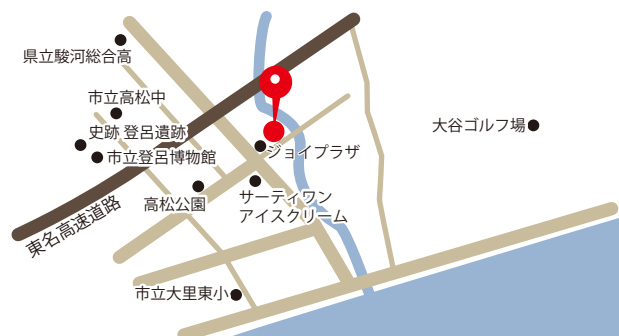 県立駿河総合高
市立高松中
史跡 登呂遺跡
市立登呂博物館
大谷ゴルフ場
ジョイプラザ
高松公園
サーティワン
アイスクリーム
東名高速道路
市立大里東小